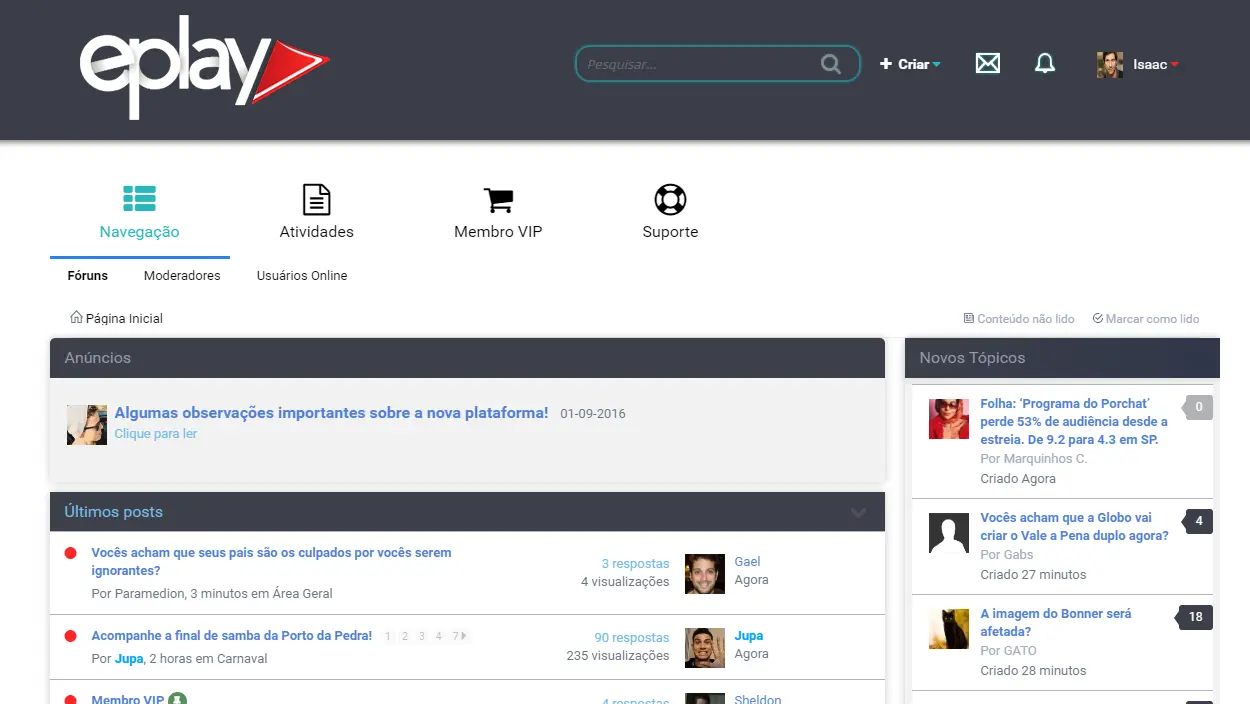 eplay
Pesquisar...
Criar
Isaac
Navegação
Atividades
Membro VIP
Suporte
Fóruns
Moderadores
Usuários Online
Página Inicial
Conteúdo não lido
Marcar como lido
Anúncios
Algumas observações importantes sobre a nova plataforma! 01-09-2016
Clique para ler
Últimos posts
Vocês acham que seus pais são os culpados por vocês serem
ignorantes?
Por Paramedion, 3 minutos em Área Geral
3 respostas
4 visualizações
Gael
Agora
Acompanhe a final de samba da Porto da Pedra! 1 2 3 4 7
Por Jupa, 2 horas em Carnaval
90 respostas
235 visualizações
Jupa
Agora
Membro VIP
4 respostas
Sheldon
Novos Tópicos
Folha: ‘Programa do Porchat’
perde 53% de audiência desde a
estreia. De 9.2 para 4.3 em SP.
Por Marquinhos C.
Criado Agora
0
Vocês acham que a Globo vai
criar o Vale a Pena duplo agora?
Por Gabs
Criado 27 minutos
4
A imagem do Bonner será
afetada?
Por GATO
Criado 28 minutos
18